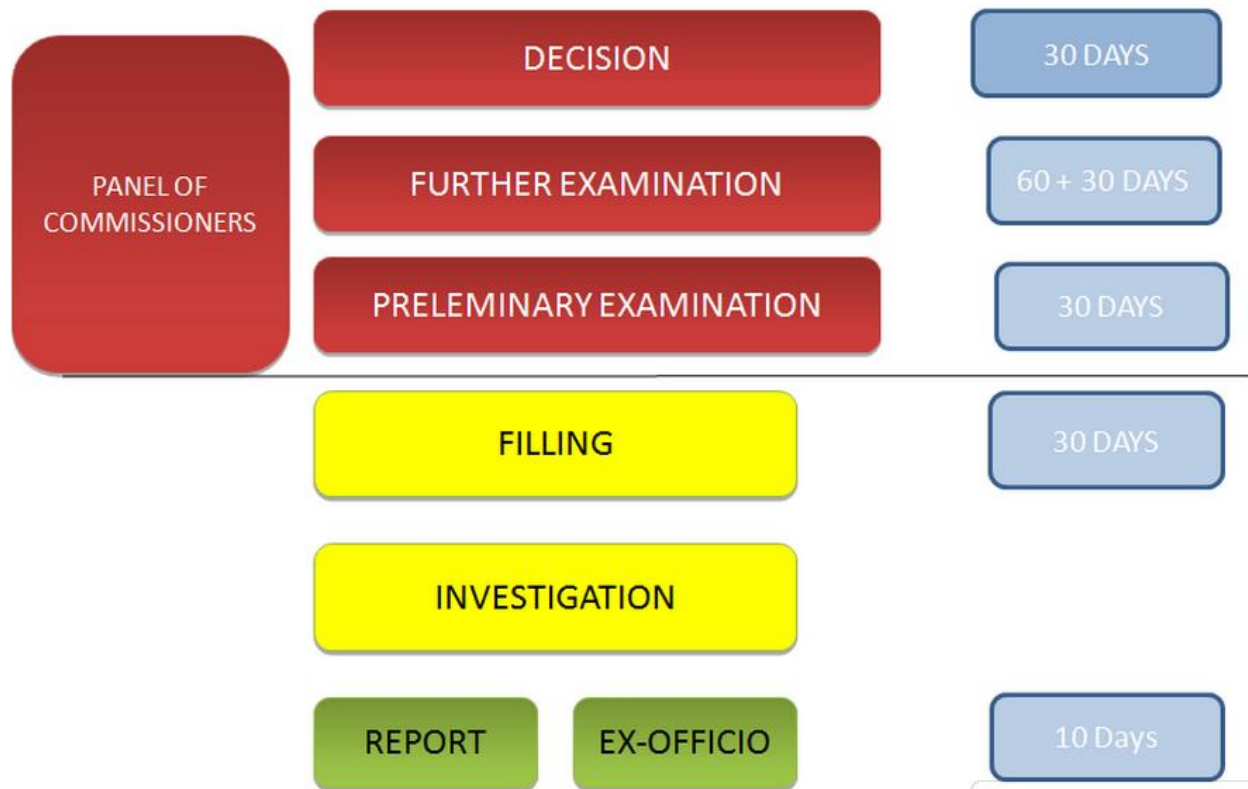 DECISION
30 DAYS
PANEL OF
COMMISSIONERS
FURTHER EXAMINATION
60 + 30 DAYS
PRELEMINARY EXAMINATION
30 DAYS
FILLING
30 DAYS
INVESTIGATION
REPORT
EX-OFFICIO
10 Days